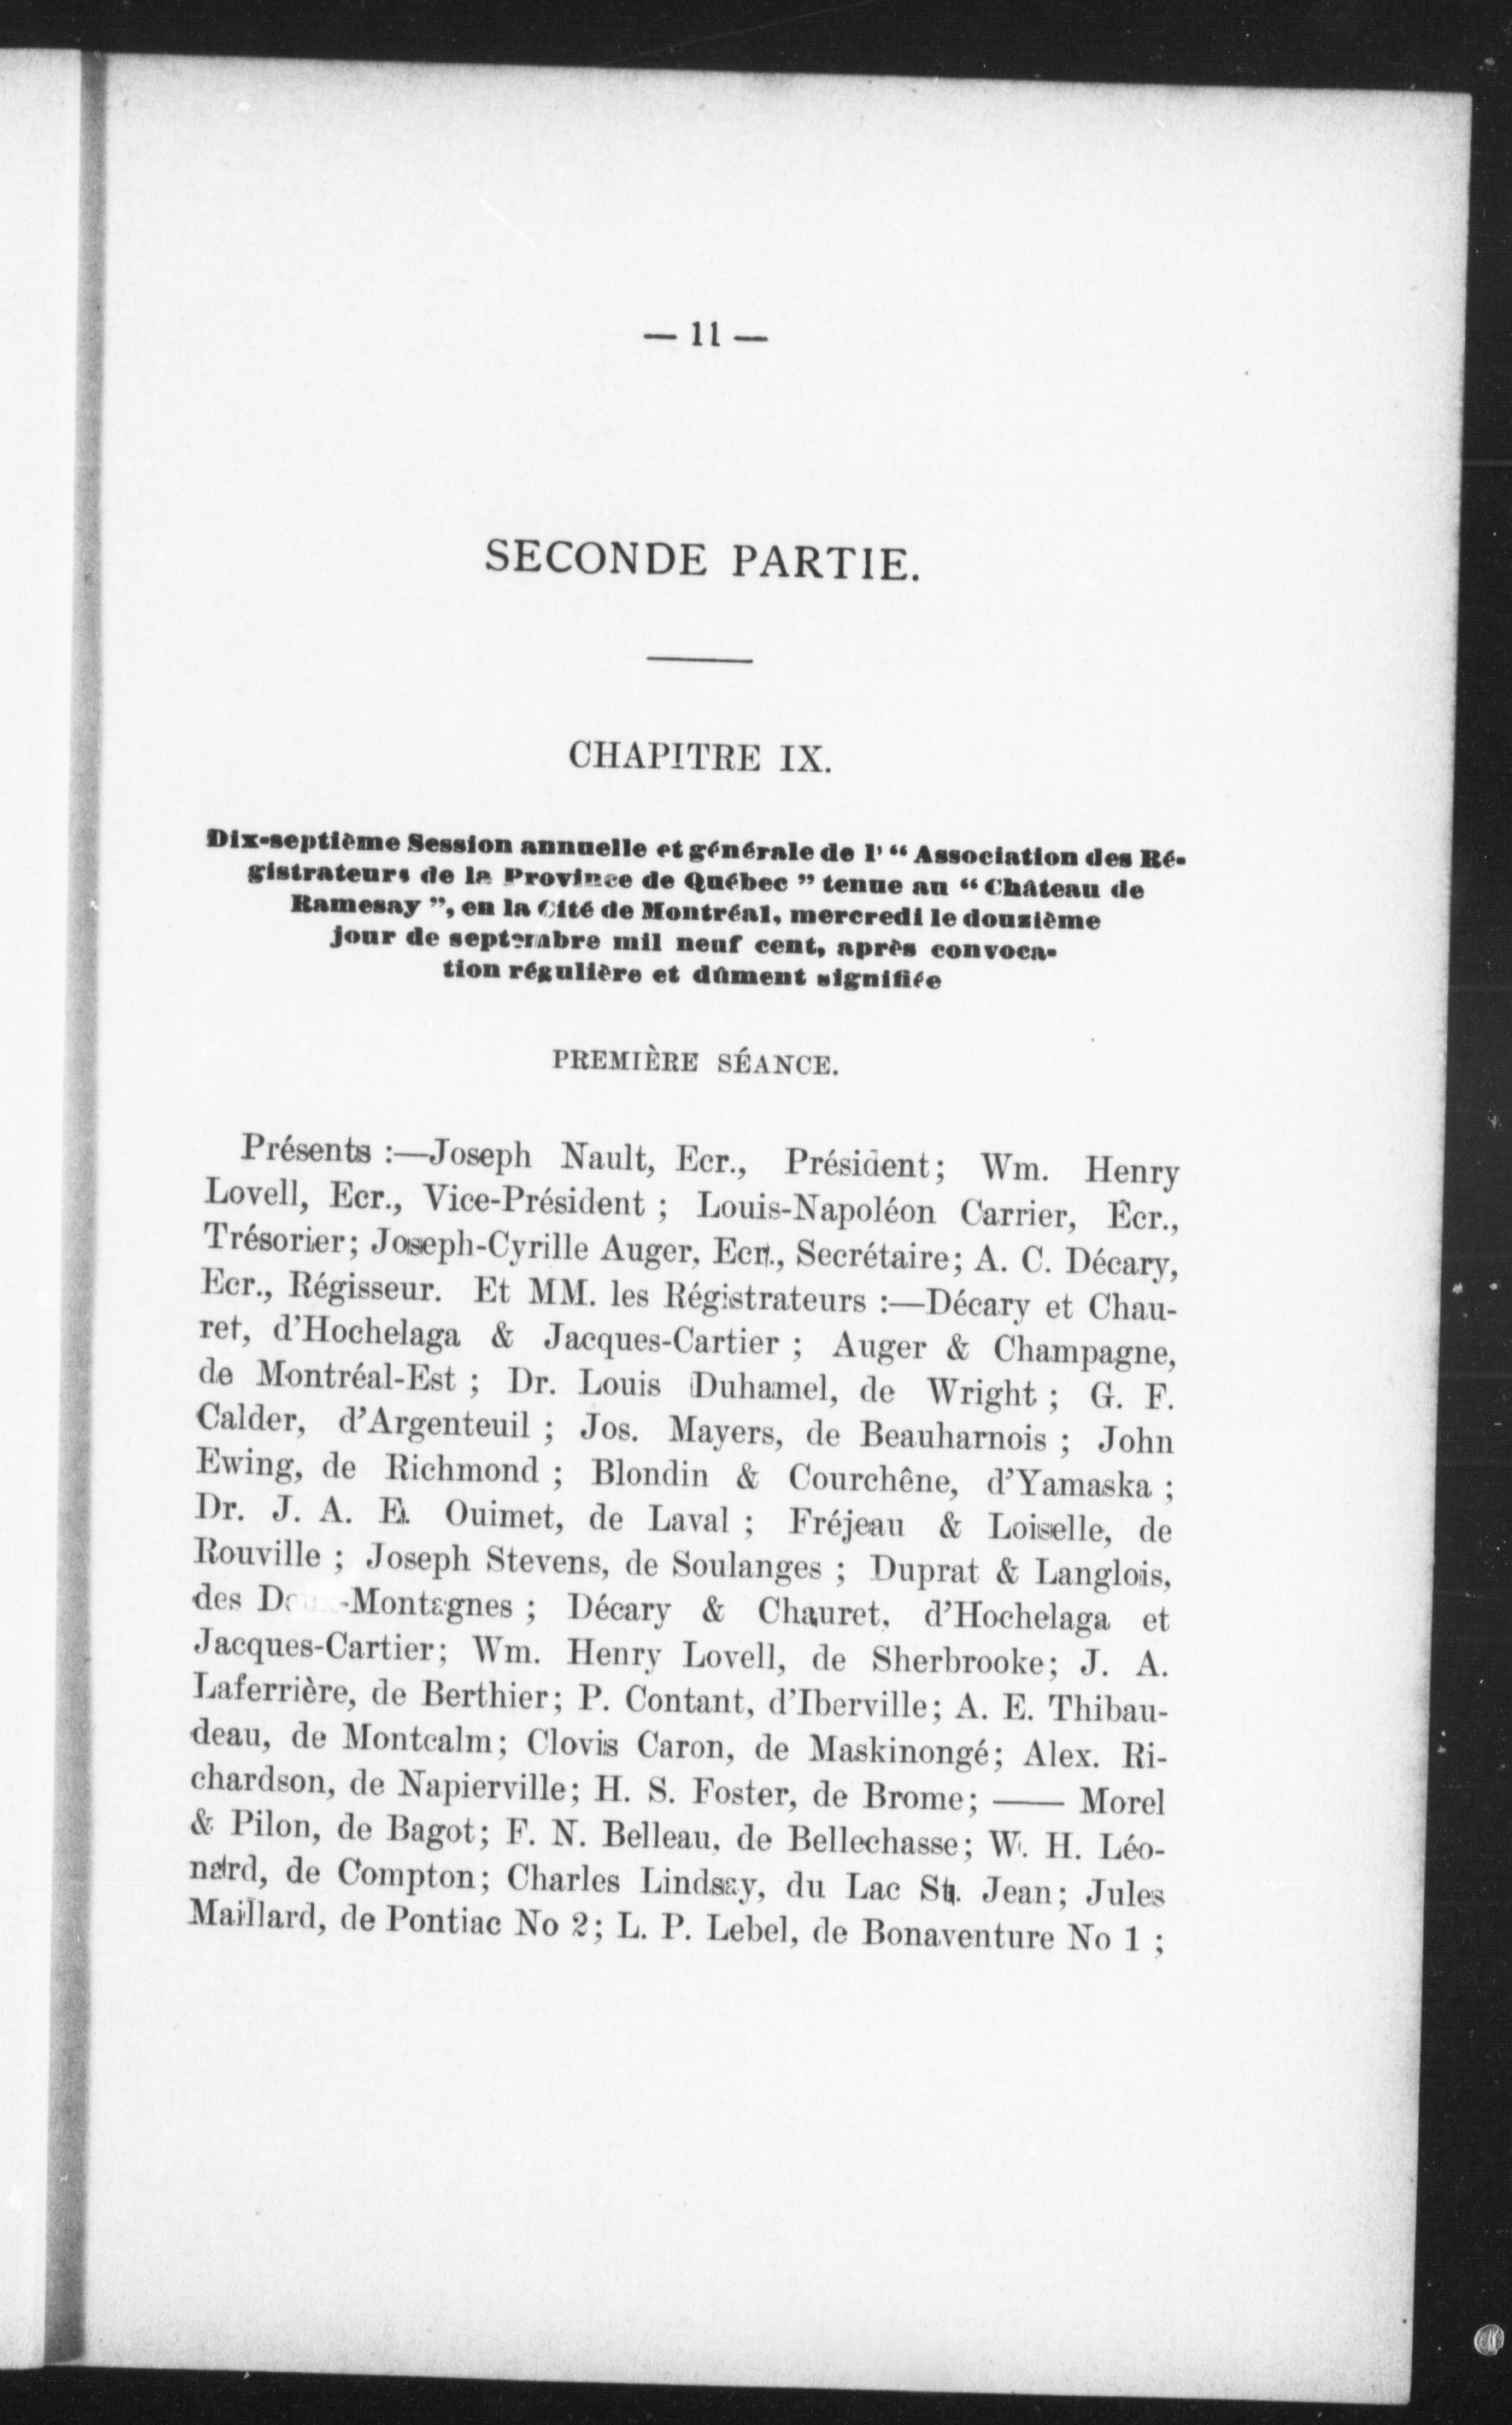 — 11 —
SECONDE PARTIE.
CHAPITRE IX.
Dix-septième Session annuelle et générale de l' “ Association des Ré-
gistrateurs de la Province de Québec ” tenue au “ Château de
Ramesay ”, en la Cité de Montréal, mercredi le douzième
jour de septembre mil neuf cent, après convoca-
tion régulière et dûment signifiée
PREMIÈRE SÉANCE.
Présents :—Joseph Nault, Ecr., Président; Wm. Henry
Lovell, Ecr., Vice-Président ; Louis-Napoléon Carrier, Ecr.,
Trésorier; Joseph-Cyrille Auger, Ecr., Secrétaire; A. C. Décary,
Ecr., Régisseur. Et MM. les Régistrateurs :—Décary et Chau-
ret, d'Hochelaga & Jacques-Cartier ; Auger & Champagne,
de Montréal-Est ; Dr. Louis Duhamel, de Wright ; G. F.
Calder, d'Argenteuil ; Jos. Mayers, de Beauharnois ; John
Ewing, de Richmond ; Blondin & Courchêne, d'Yamaska ;
Dr. J. A. E. Ouimet, de Laval ; Fréjeau & Loiselle, de
Rouville ; Joseph Stevens, de Soulanges ; Duprat & Langlois,
des -Montagnes ; Décary & Chauret, d'Hochelaga et
Jacques-Cartier; Wm. Henry Lovell, de Sherbrooke; J. A.
Laferrière, de Berthier; P. Contant, d'Iberville; A. E. Thibau-
deau, de Montcalm; Clovis Caron, de Maskinongé; Alex. Ri-
chardson, de Napierville; H. S. Foster, de Brome; —— Morel
& Pilon, de Bagot; F. N. Belleau, de Bellechasse; W. H. Léo-
nard, de Compton; Charles Lindsay, du Lac St. Jean; Jules
Maillard, de Pontiac No 2; L. P. Lebel, de Bonaventure No 1 ;